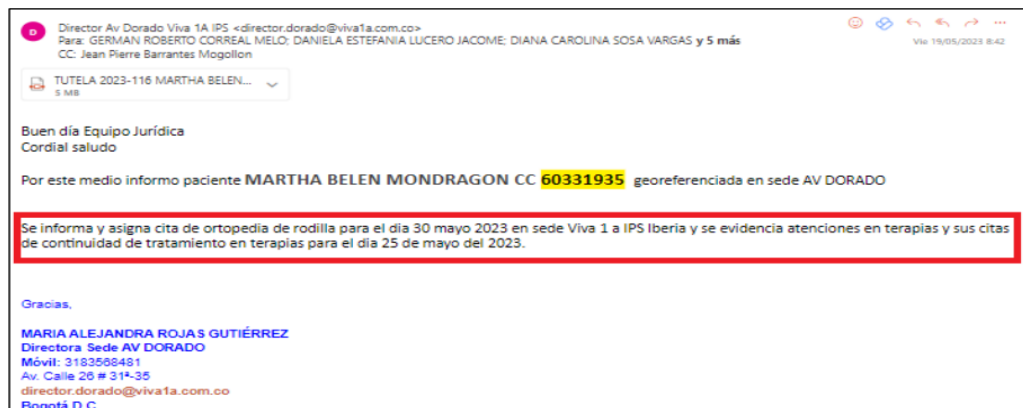 D
Director Av Dorado Viva 1A IPS <director.dorado@viva1a.com.co>
Para: GERMAN ROBERTO CORREAL MELO; DANIELA ESTEFANIA LUCERO JACOME; DIANA CAROLINA SOSA VARGAS y 5 más
CC: Jean Pierre Barrantes Mogollon
Vie 19/05/2023 8:42
TUTELA 2023-116 MARTHA BELEN...
5 MB
Buen día Equipo Jurídica
Cordial saludo
Por este medio informo paciente MARTHA BELEN MONDRAGON CC 60331935 georeferenciada en sede AV DORADO
Se informa y asigna cita de ortopedia de rodilla para el dia 30 mayo 2023 en sede Viva 1 a IPS Iberia y se evidencia atenciones en terapias y sus citas
de continuidad de tratamiento en terapias para el dia 25 de mayo del 2023.
Gracias,
MARIA ALEJANDRA ROJAS GUTIÉRREZ
Directora Sede AV DORADO
Móvil: 3183568481
Av. Calle 26 # 31ª-35
director.dorado@viva1a.com.co
Bogotá D.C